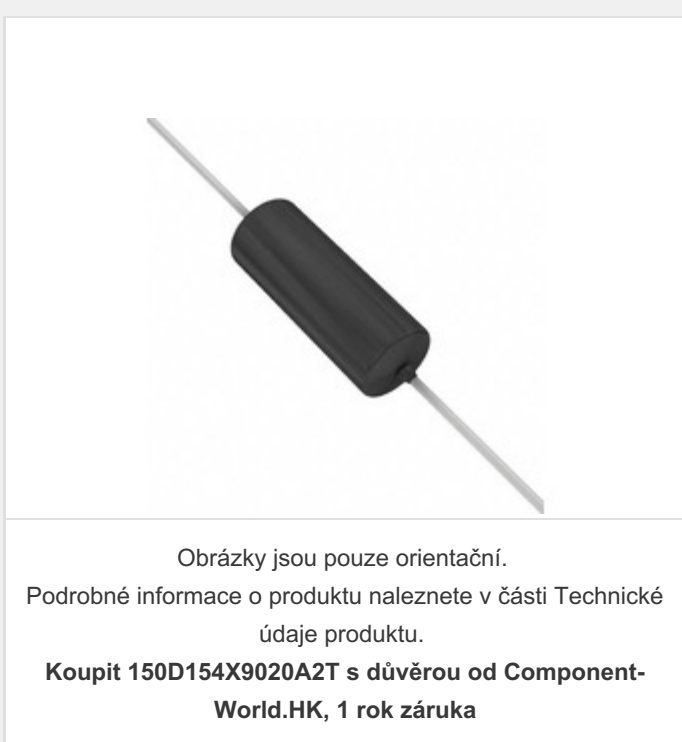 Obrázky jsou pouze orientační.
Podrobné informace o produktu naleznete v části Technické
údaje produktu.
Koupit 150D154X9020A2T s důvěrou od Component-
World.HK, 1 rok záruka